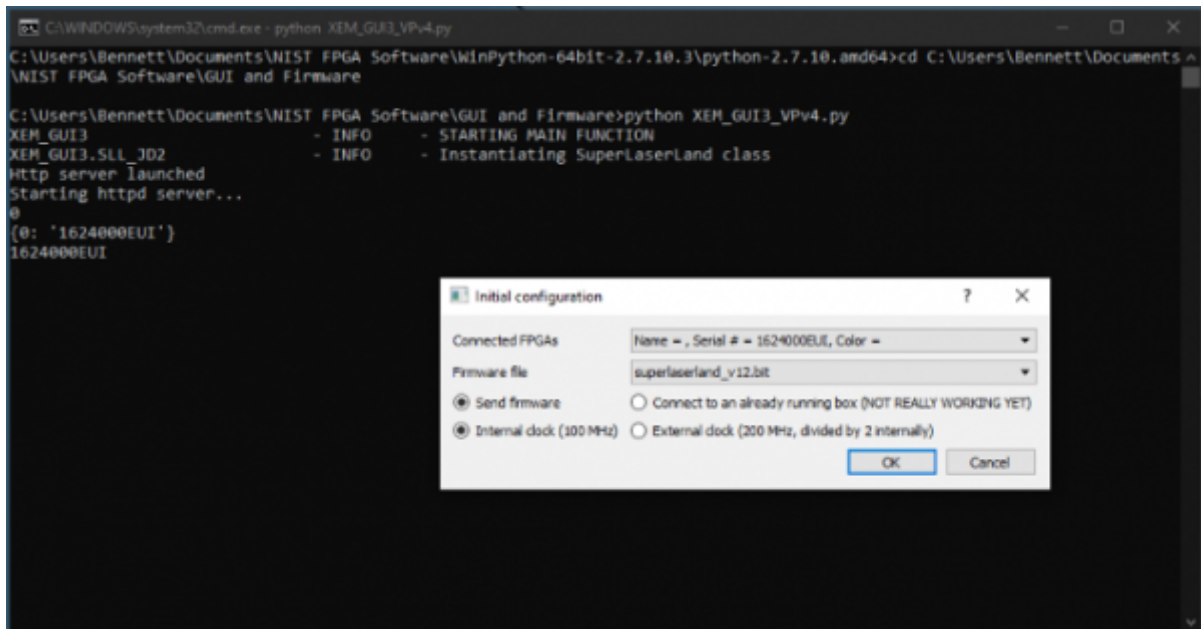 C:\WINDOWS\system32\cmd.exe - python XEM_GUI3_VPv4.py
C:\Users\Bennett\Documents\NIST FPGA Software\WinPython-64bit-2.7.10.3\python-2.7.10.amd64>cd C:\Users\Bennett\Documents
\NIST FPGA Software\GUI and Firmware
C:\Users\Bennett\Documents\NIST FPGA Software\GUI and Firmware>python XEM_GUI3_VPv4.py
XEM_GUI3 - INFO - STARTING MAIN FUNCTION
XEM_GUI3.SLL_JD2 - INFO - Instantiating SuperLaserLand class
Http server launched
Starting httpd server...
0
{0: '1624000EUI'}
1624000EUI
Initial configuration
Connected FPGAs Name = , Serial # = 1624000EUI, Color =
Firmware file superlaserland_v12.bit
Send firmware Connect to an already running box (NOT REALLY WORKING YET)
Internal clock (100 MHz) External clock (200 MHz, divided by 2 internally)
OK Cancel